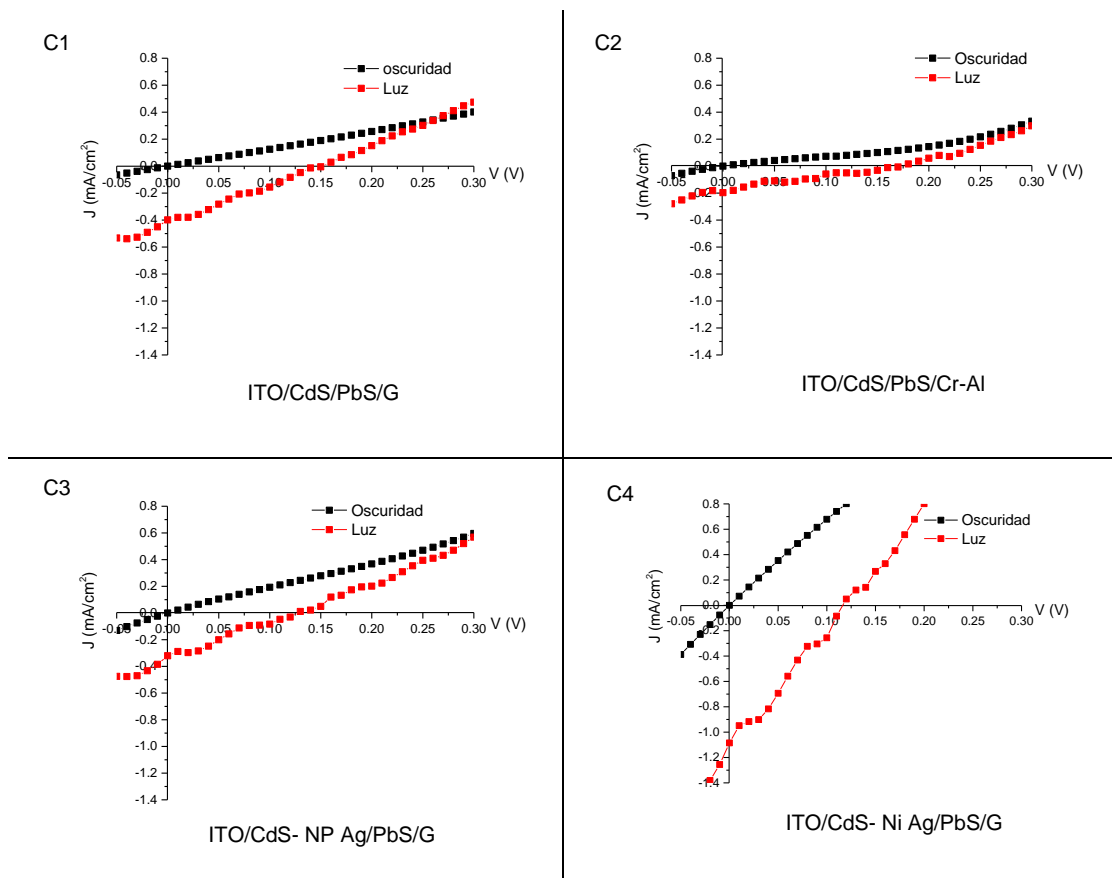 C1
oscuridad
Luz
0.8
0.6
0.4
0.2
0.0
-0.2
-0.4
-0.6
-0.8
-1.0
-1.2
-1.4
-0.05 0.00 0.05 0.10 0.15 0.20 0.25 0.30
V (V)
J (mA/cm²)
ITO/CdS/PbS/G
C2
Oscuridad
Luz
0.8
0.6
0.4
0.2
0.0
-0.2
-0.4
-0.6
-0.8
-1.0
-1.2
-1.4
-0.05 0.00 0.05 0.10 0.15 0.20 0.25 0.30
V (V)
J (mA/cm²)
ITO/CdS/PbS/Cr-Al
C3
Oscuridad
Luz
0.8
0.6
0.4
0.2
0.0
-0.2
-0.4
-0.6
-0.8
-1.0
-1.2
-1.4
-0.05 0.00 0.05 0.10 0.15 0.20 0.25 0.30
V (V)
J (mA/cm²)
ITO/CdS- NP Ag/PbS/G
C4
Oscuridad
Luz
0.8
0.6
0.4
0.2
0.0
-0.2
-0.4
-0.6
-0.8
-1.0
-1.2
-1.4
-0.05 0.00 0.05 0.10 0.15 0.20 0.25 0.30
V (V)
J (mA/cm²)
ITO/CdS- Ni Ag/PbS/G